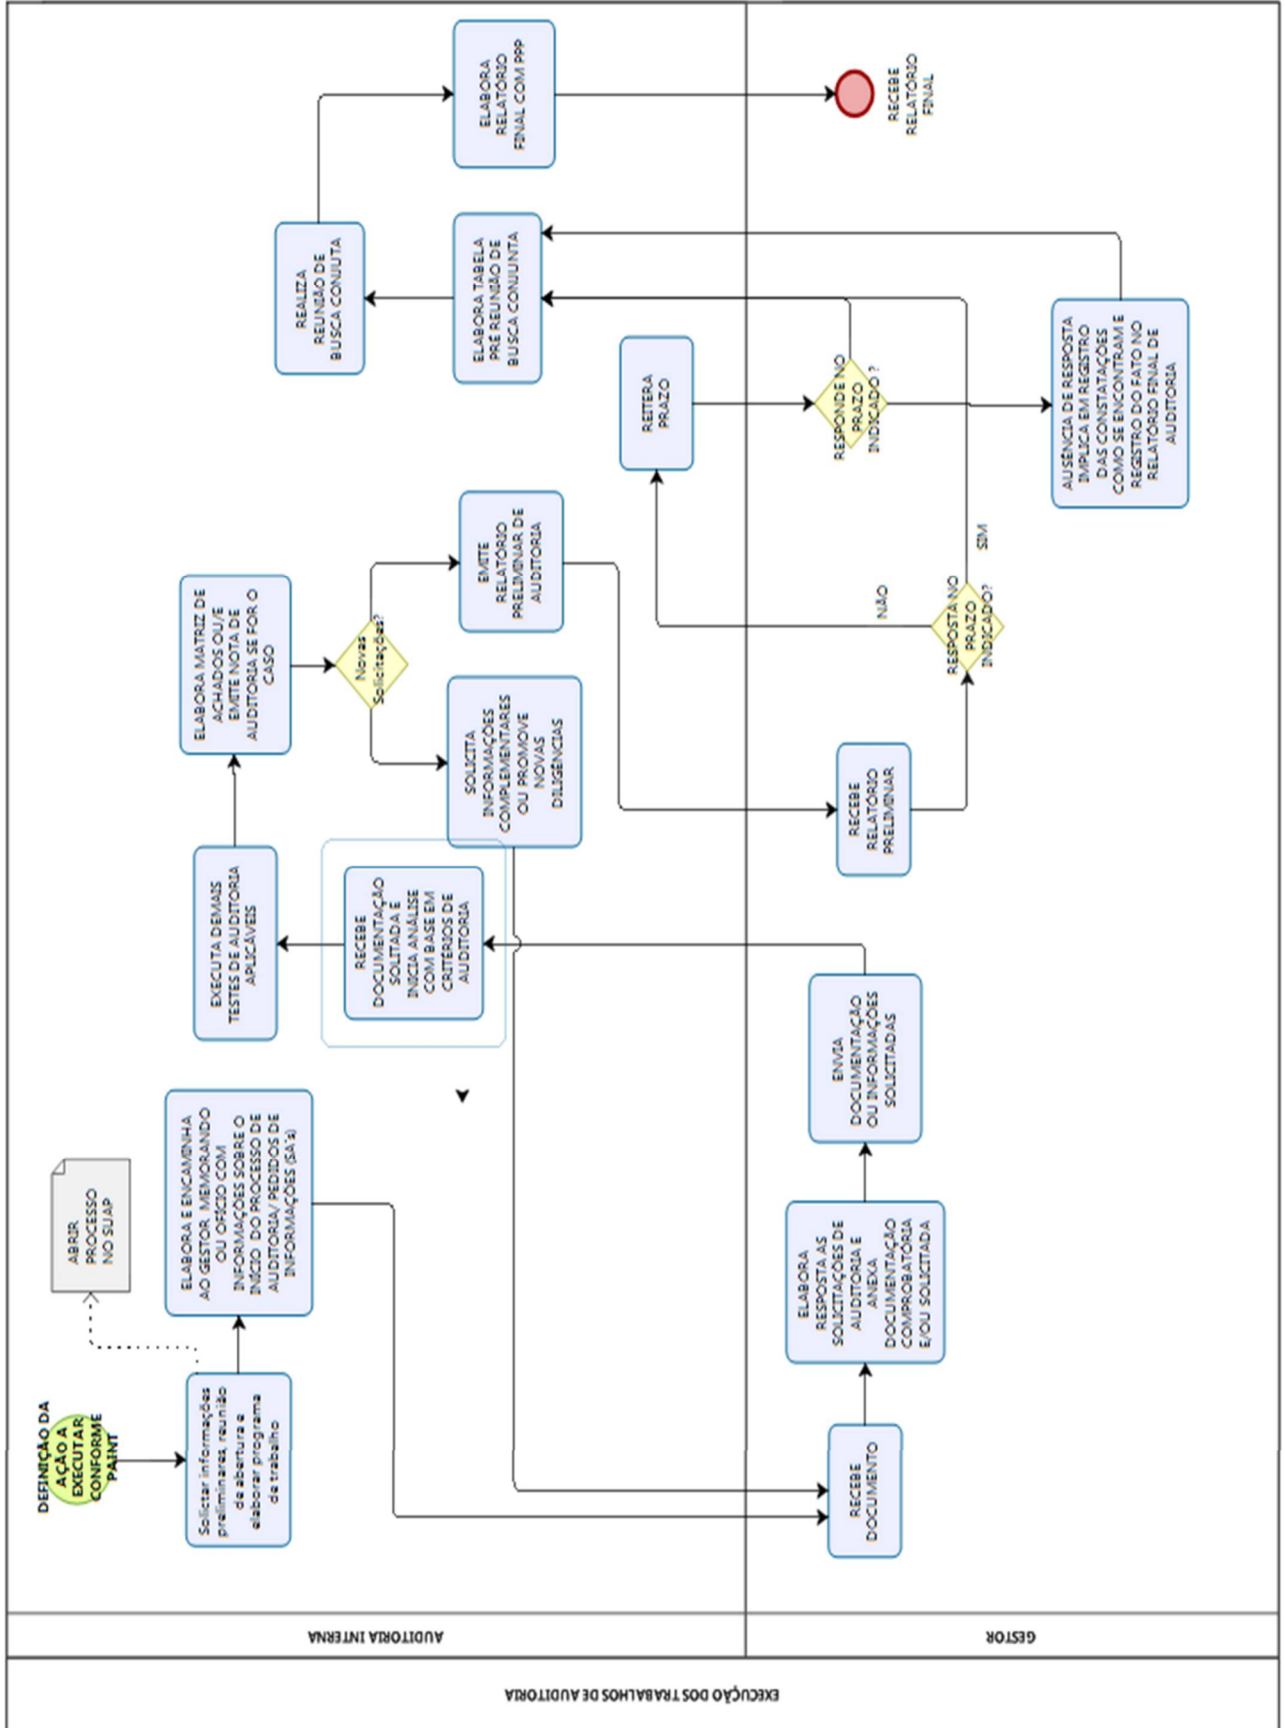 EXECUÇÃO DOS TRABALHOS DE AUDITORIA
AUDITORIA INTERNA
DEFINIÇÃO DA
AÇÃO A
EXECUTAR
CONFORME
PAINT
Solicitar informações
preliminares, reunião
de abertura e
elaborar programa
de trabalho
ABRIR
PROCESSO
NO SUAP
ELABORA E ENCAMINHA
AO GESTOR MEMORANDO
OU OFÍCIO COM
INFORMAÇÕES SOBRE O
INÍCIO DO PROCESSO DE
AUDITORIA/ PEDIDOS DE
INFORMAÇÕES (SA´s)
EXECUTA DEMAIS
TESTES DE AUDITORIA
APLICÁVEIS
RECEBE
DOCUMENTAÇÃO
SOLITADA E
INICIA ANÁLISE
COM BASE EM
CRITÉRIOS DE
AUDITORIA
ELABORA MATRIZ DE
ACHADOS OU/E
EMITE NOTA DE
AUDITORIA SE FOR O
CASO
Novas
Solicitações?
SOLICITA
INFORMAÇÕES
COMPLEMENTARES
OU PROMOVE
NOVAS
DILIGÊNCIAS
EMITE
RELATÓRIO
PRELIMINAR DE
AUDITORIA
REITERA
PRAZO
REALIZA
REUNIÃO DE
BUSCA CONJUTA
ELABORA TABELA
PRÉ REUNIÃO DE
BUSCA CONJUNTA
ELABORA
RELATÓRIO
FINAL COM PPP
GESTOR
RECEBE
DOCUMENTO
ELABORA
RESPOSTA AS
SOLICITAÇÕES DE
AUDITORIA E
ANEXA
DOCUMENTAÇÃO
COMPROBATÓRIA
E/OU SOLICITADA
ENVIA
DOCUMENTAÇÃO
OU INFORMAÇÕES
SOLICITADAS
RECEBE
RELATÓRIO
PRELIMINAR
RESPOSTA NO
PRAZO
INDICADO?
NÃO
SIM
RESPONDE NO
PRAZO
INDICADO ?
AUSÊNCIA DE RESPOSTA
IMPLICA EM REGISTRO
DAS CONSTATAÇÕES
COMO SE ENCONTRAM E
REGISTRO DO FATO NO
RELATÓRIO FINAL DE
AUDITORIA
RECEBE
RELATÓRIO
FINAL